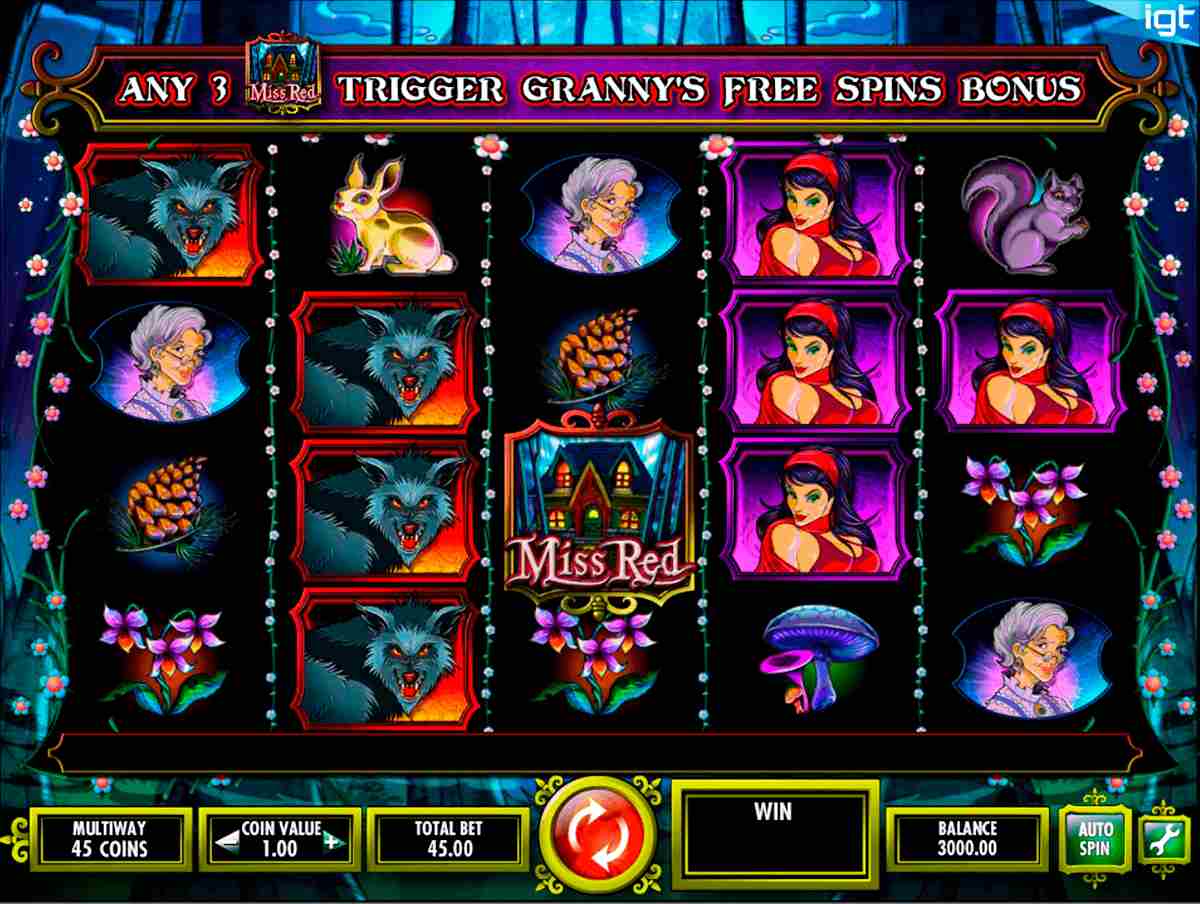 igt
ANY 3 Miss Red TRIGGER GRANNY'S FREE SPINS BONUS
Miss Red
MULTIWAY
45 COINS
COIN VALUE
1.00
TOTAL BET
45.00
WIN
BALANCE
3000.00
AUTO
SPIN